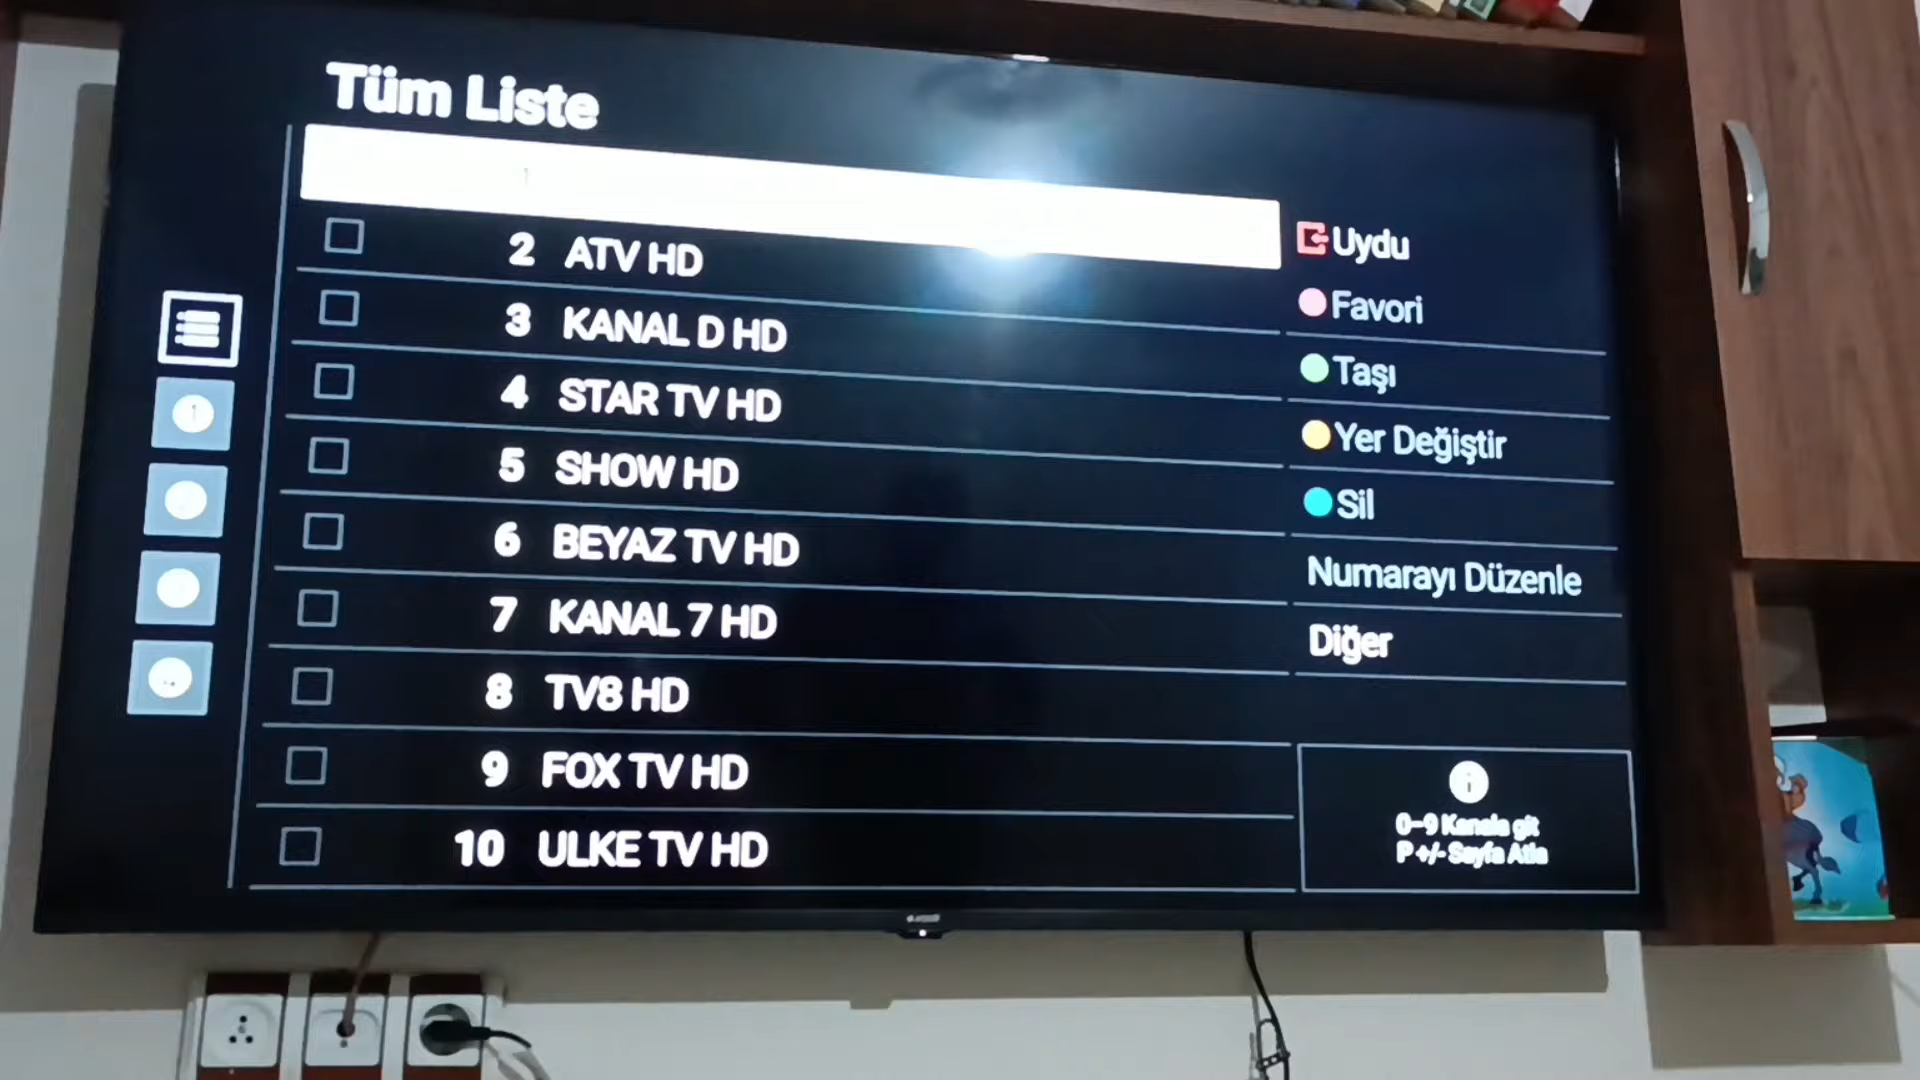 Tüm Liste
1
2 ATV HD
3 KANAL D HD
4 STAR TV HD
5 SHOW HD
6 BEYAZ TV HD
7 KANAL 7 HD
8 TV8 HD
9 FOX TV HD
10 ULKE TV HD
Uydu
Favori
Taşı
Yer Değiştir
Sil
Numarayı Düzenle
Diğer
0-9 Kanala git
P +/- Sayfa Atla
1